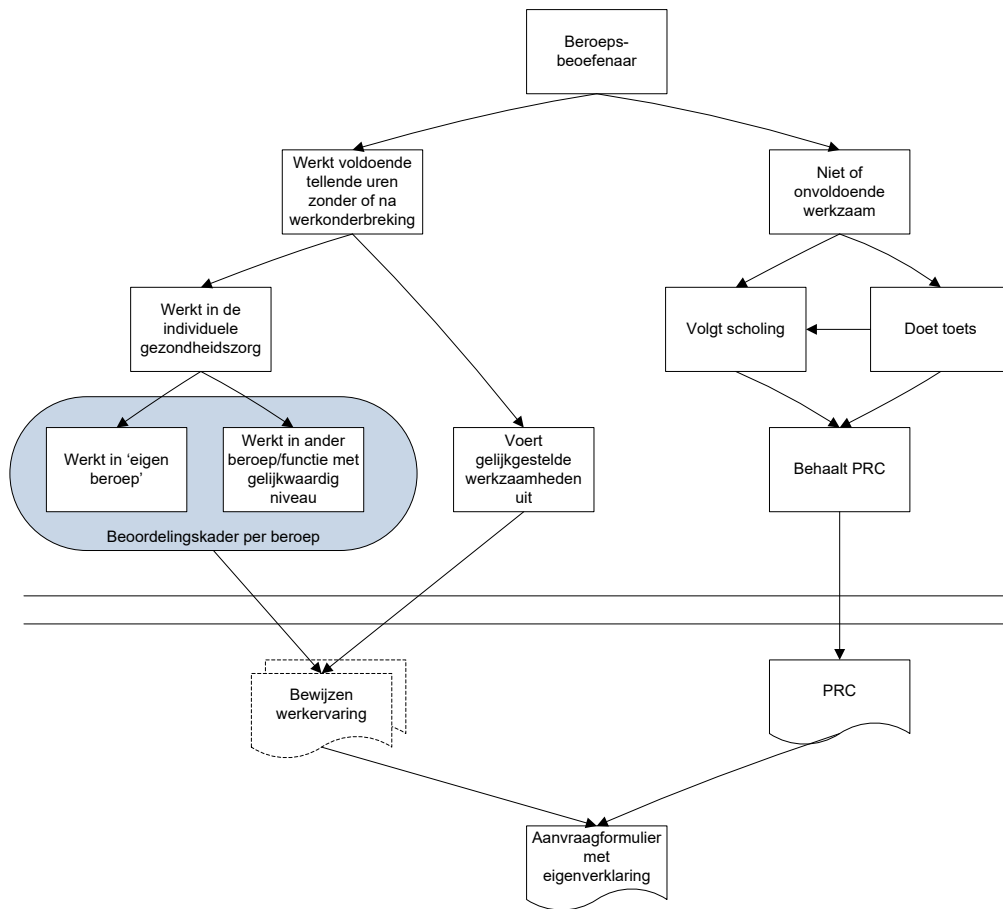 Beroeps-
beoefenaar
Werkt voldoende
tellende uren
zonder of na
werkonderbreking
Niet of
onvoldoende
werkzaam
Werkt in de
individuele
gezondheidszorg
Volgt scholing
Doet toets
Werkt in ‘eigen
beroep’
Werkt in ander
beroep/functie met
gelijkwaardig
niveau
Voert
gelijkgestelde
werkzaamheden
uit
Behaalt PRC
Beoordelingskader per beroep
Bewijzen
werkervaring
PRC
Aanvraagformulier
met
eigenverklaring